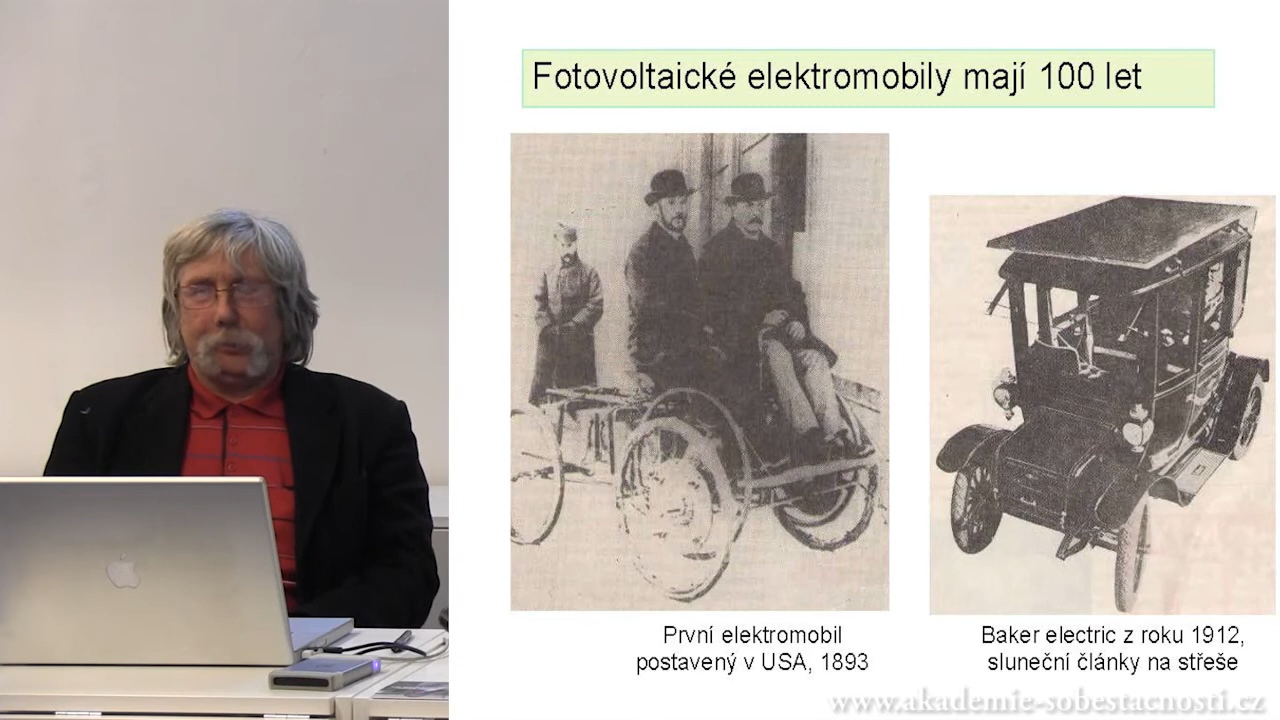 Fotovoltaické elektromobily mají 100 let
První elektromobil
postavený v USA, 1893
Baker electric z roku 1912,
sluneční články na střeše
www.akademie-sobestacnosti.cz